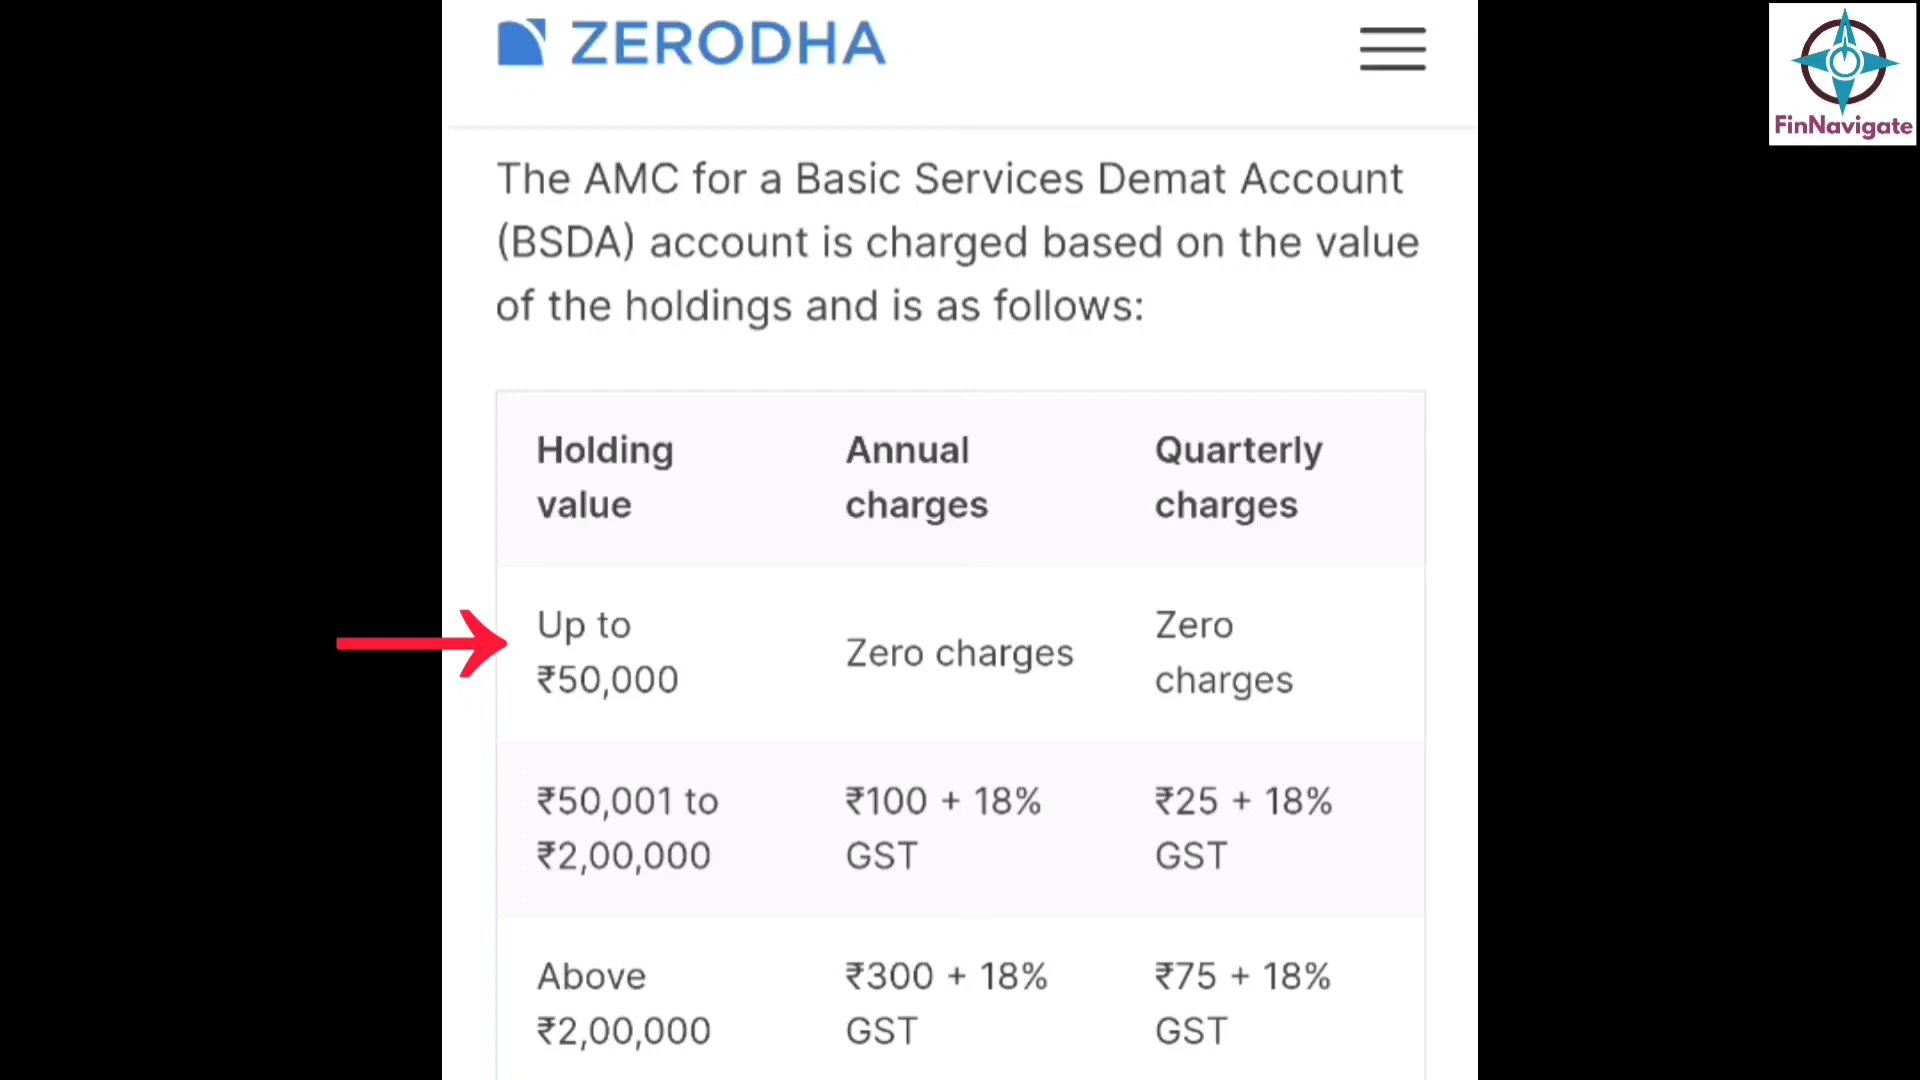 ZERODHA
FinNavigate
The AMC for a Basic Services Demat Account
(BSDA) account is charged based on the value
of the holdings and is as follows:
Holding value
Annual charges
Quarterly charges
Up to ₹50,000
Zero charges
Zero charges
₹50,001 to ₹2,00,000
₹100 + 18% GST
₹25 + 18% GST
Above ₹2,00,000
₹300 + 18% GST
₹75 + 18% GST